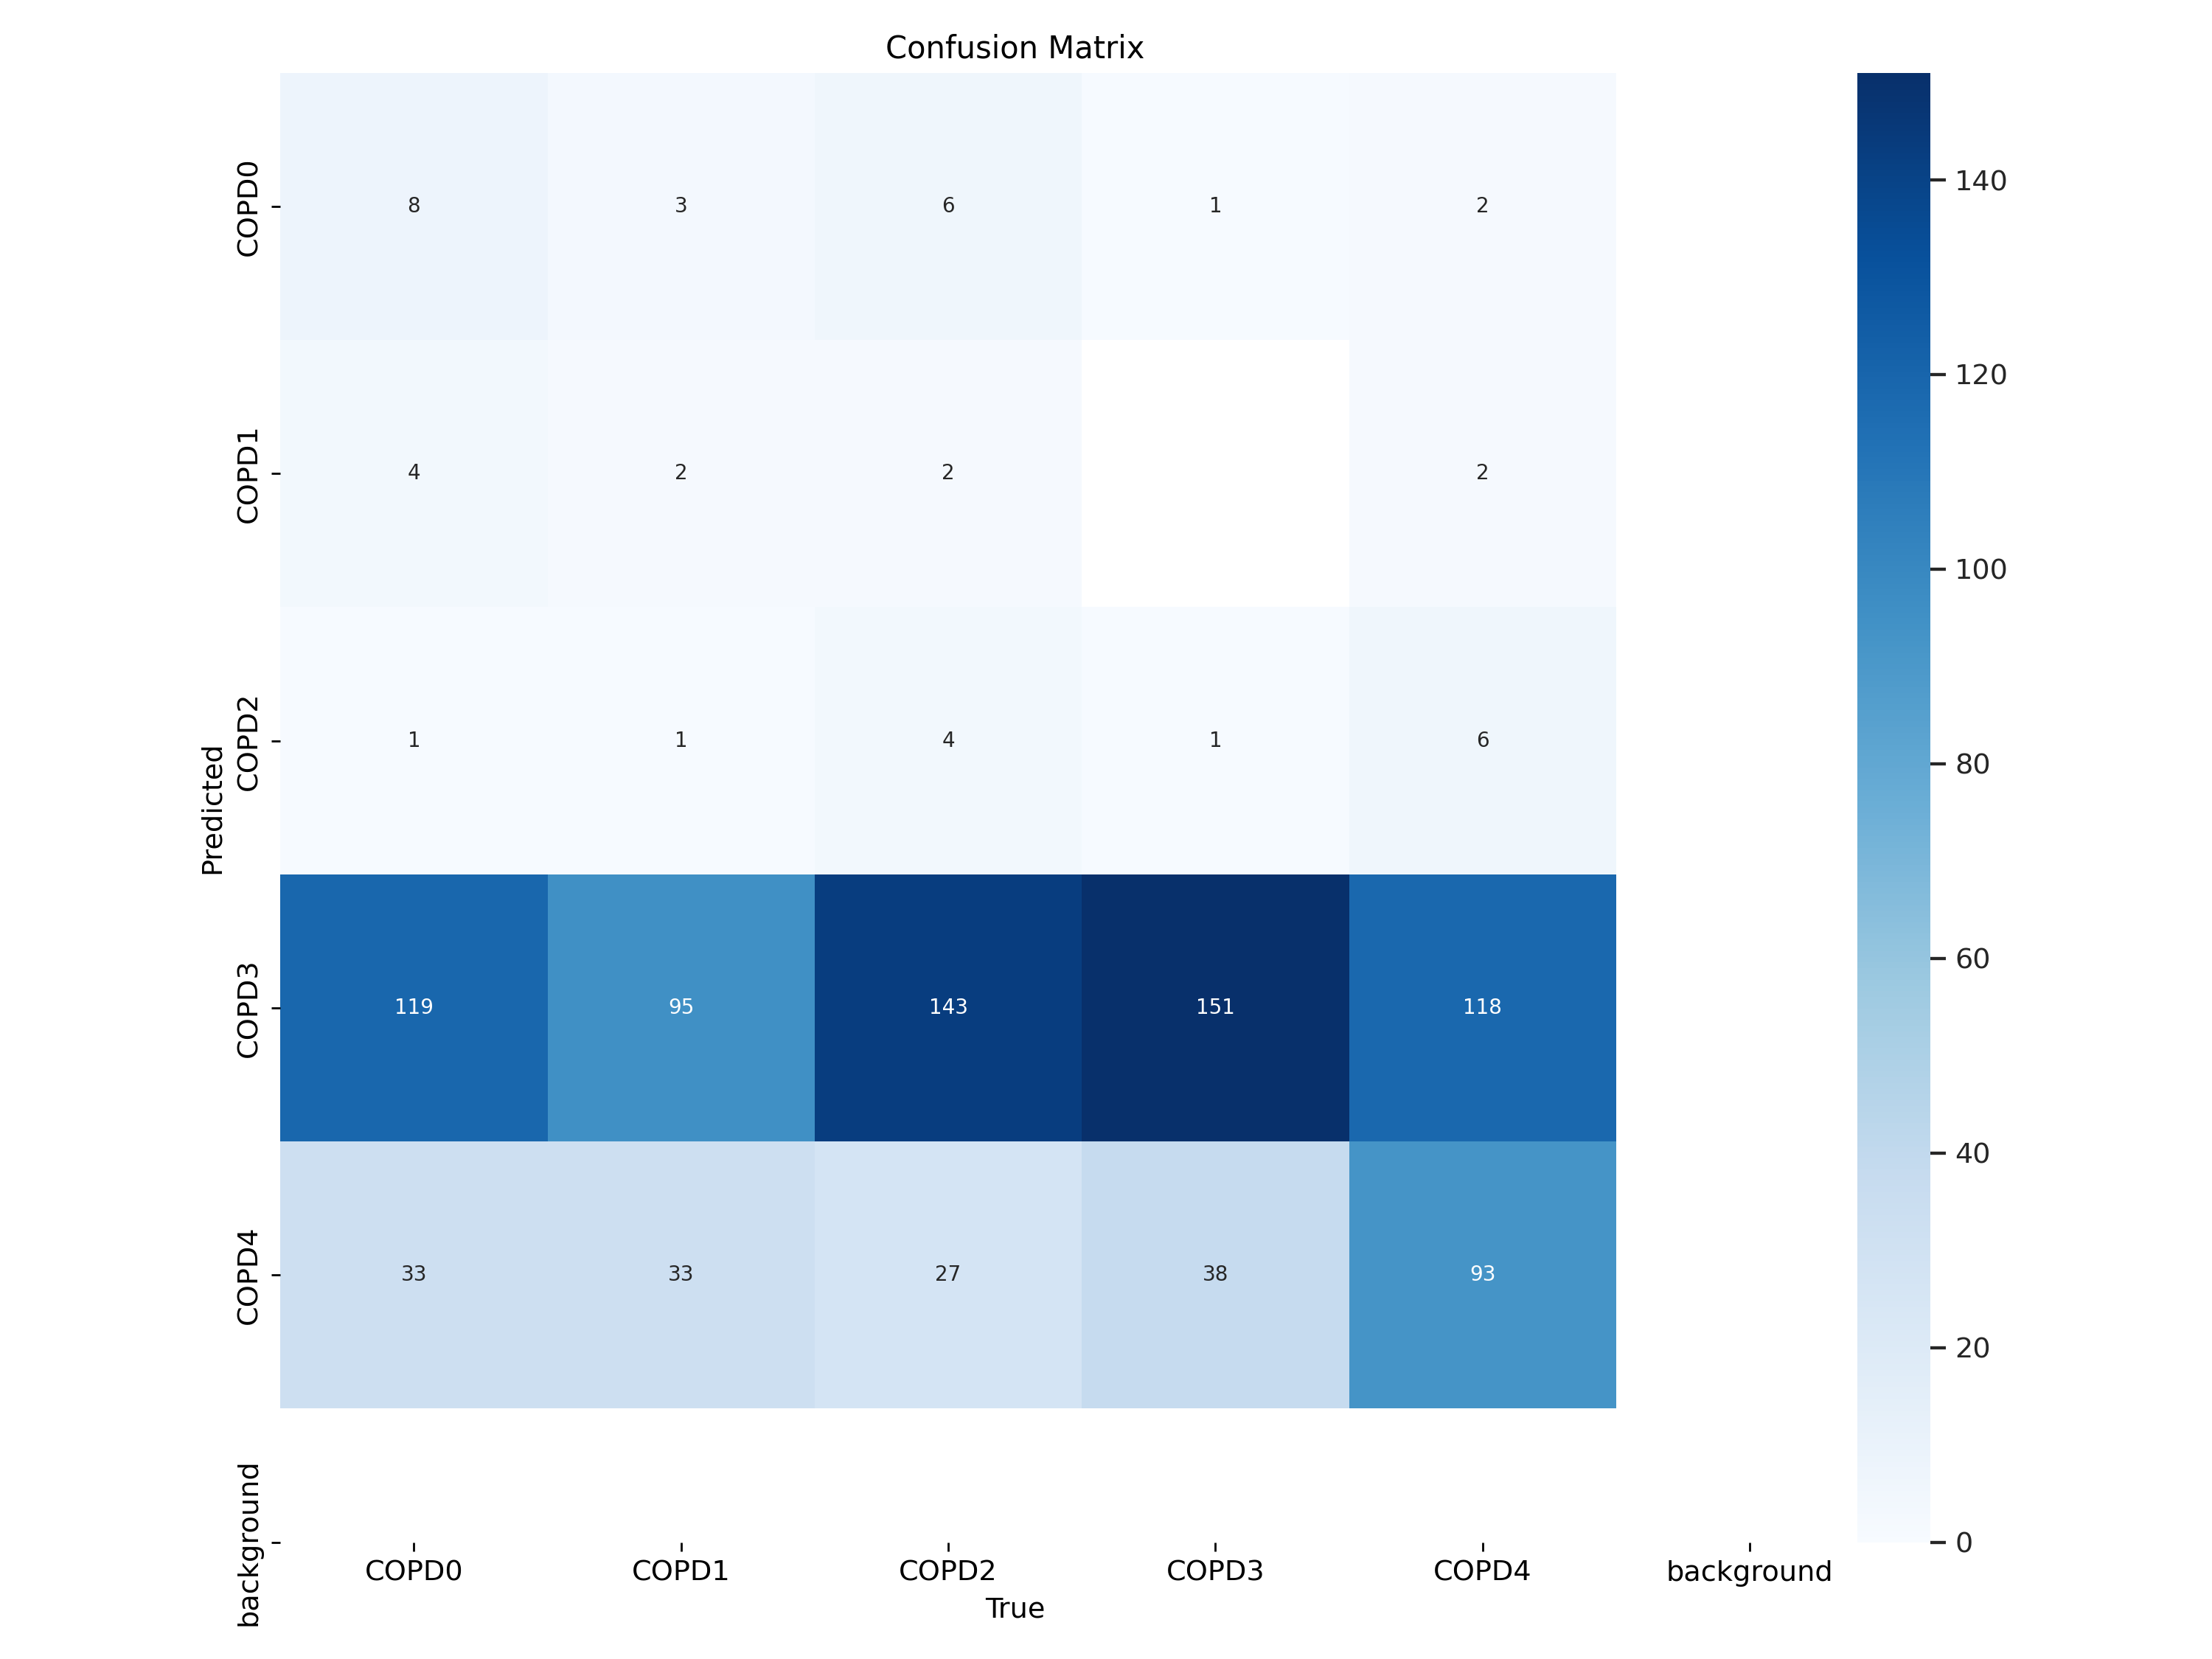 Confusion Matrix
Predicted
COPD0
8 3 6 1 2
COPD1
4 2 2 2
COPD2
1 1 4 1 6
COPD3
119 95 143 151 118
COPD4
33 33 27 38 93
background
COPD0 COPD1 COPD2 COPD3 COPD4 background
True
140
120
100
80
60
40
20
0